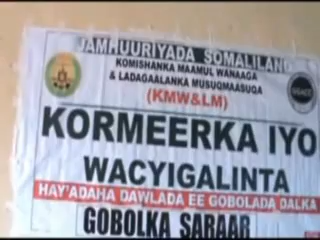 JAMHUURIYADA SOMALILAND
KOMISHANKA MAAMUL WANAAGA
& LADAGAALANKA MUSUQMAASUQA
(KMW&LM)
KORMEERKA IYO
WACYIGALINTA
HAY'ADAHA DAWLADA EE GOBOLADA DALKA
GOBOLKA SARAAR